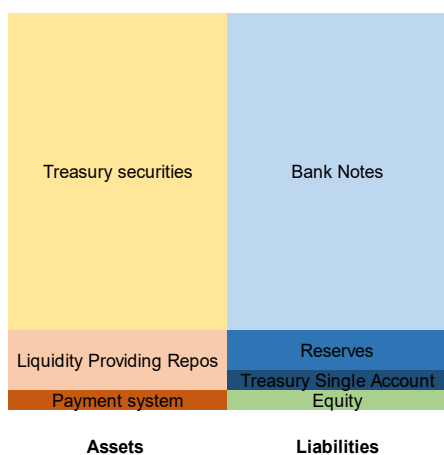 Treasury securities
Bank Notes
Liquidity Providing Repos
Reserves
Treasury Single Account
Payment system
Equity
Assets
Liabilities